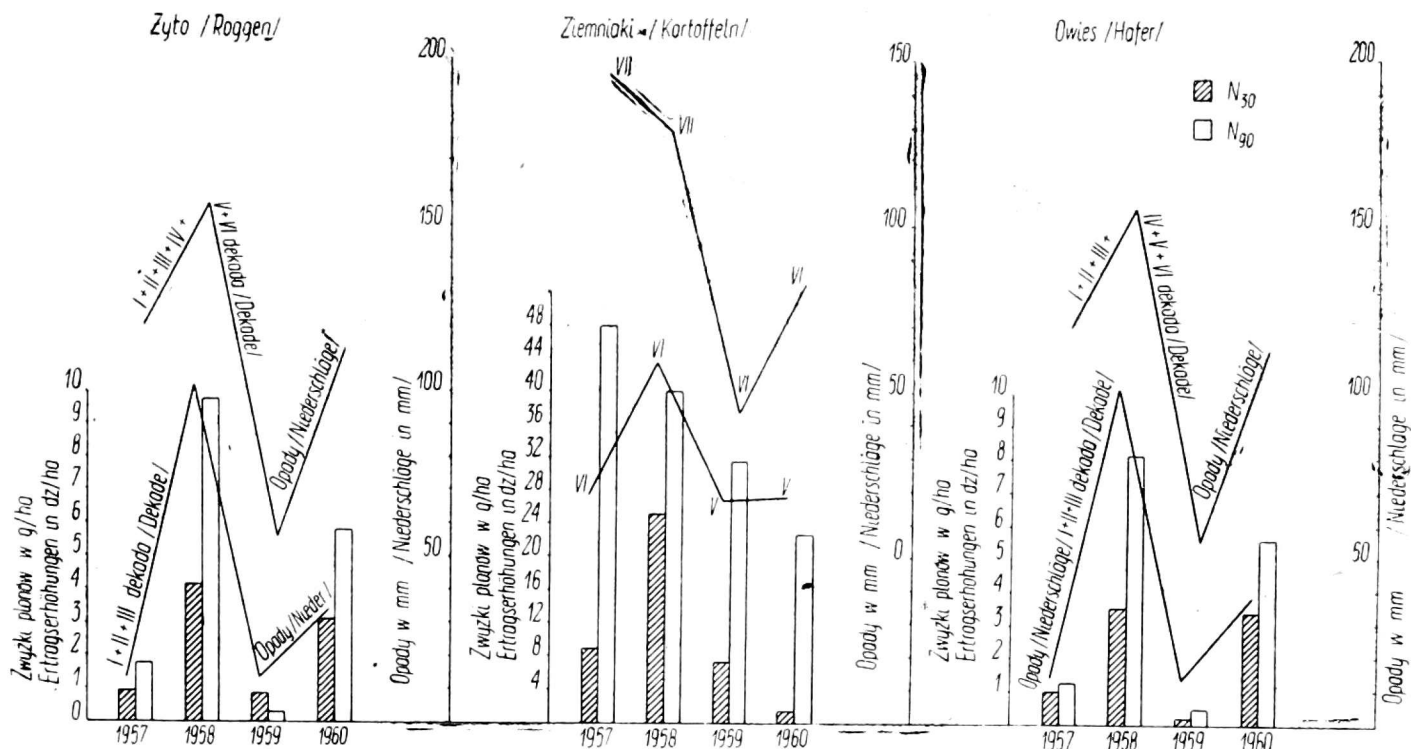 Żyto /Roggen/
Ziemniaki /Kartoffeln/
Owies /Hafer/
N30
N90
Zwyżki planów w q/ha
Ertragserhöhungen in dz/ha
10
9
8
7
6
5
4
3
2
1
0
I+II+III+IV+
V+VI dekada /Dekade/
Opady /Niederschläge/
I+II+III dekada /Dekade/
Opady /Nieder/
1957
1958
1959
1960
200
150
100
50
Opady w mm /Niederschläge in mm/
Zwyżki planów w q/ha
Ertragserhöhungen in dz/ha
48
44
40
36
32
28
24
20
16
12
8
4
VII
VII
VI
VI
VI
VI
V
V
1957
1958
1959
1960
150
100
50
0
Opady w mm /Niederschläge in mm/
Zwyżki planów w q/ha
Ertragserhöhungen in dz/ha
10
9
8
7
6
5
4
3
2
1
I+II+III+
IV+V+VI dekada /Dekade/
Opady /Niederschläge/
Opady /Niederschläge/ I+II+III dekada /Dekade/
1957
1958
1959
1960
200
150
100
50
Opady w mm /Niederschläge in mm/